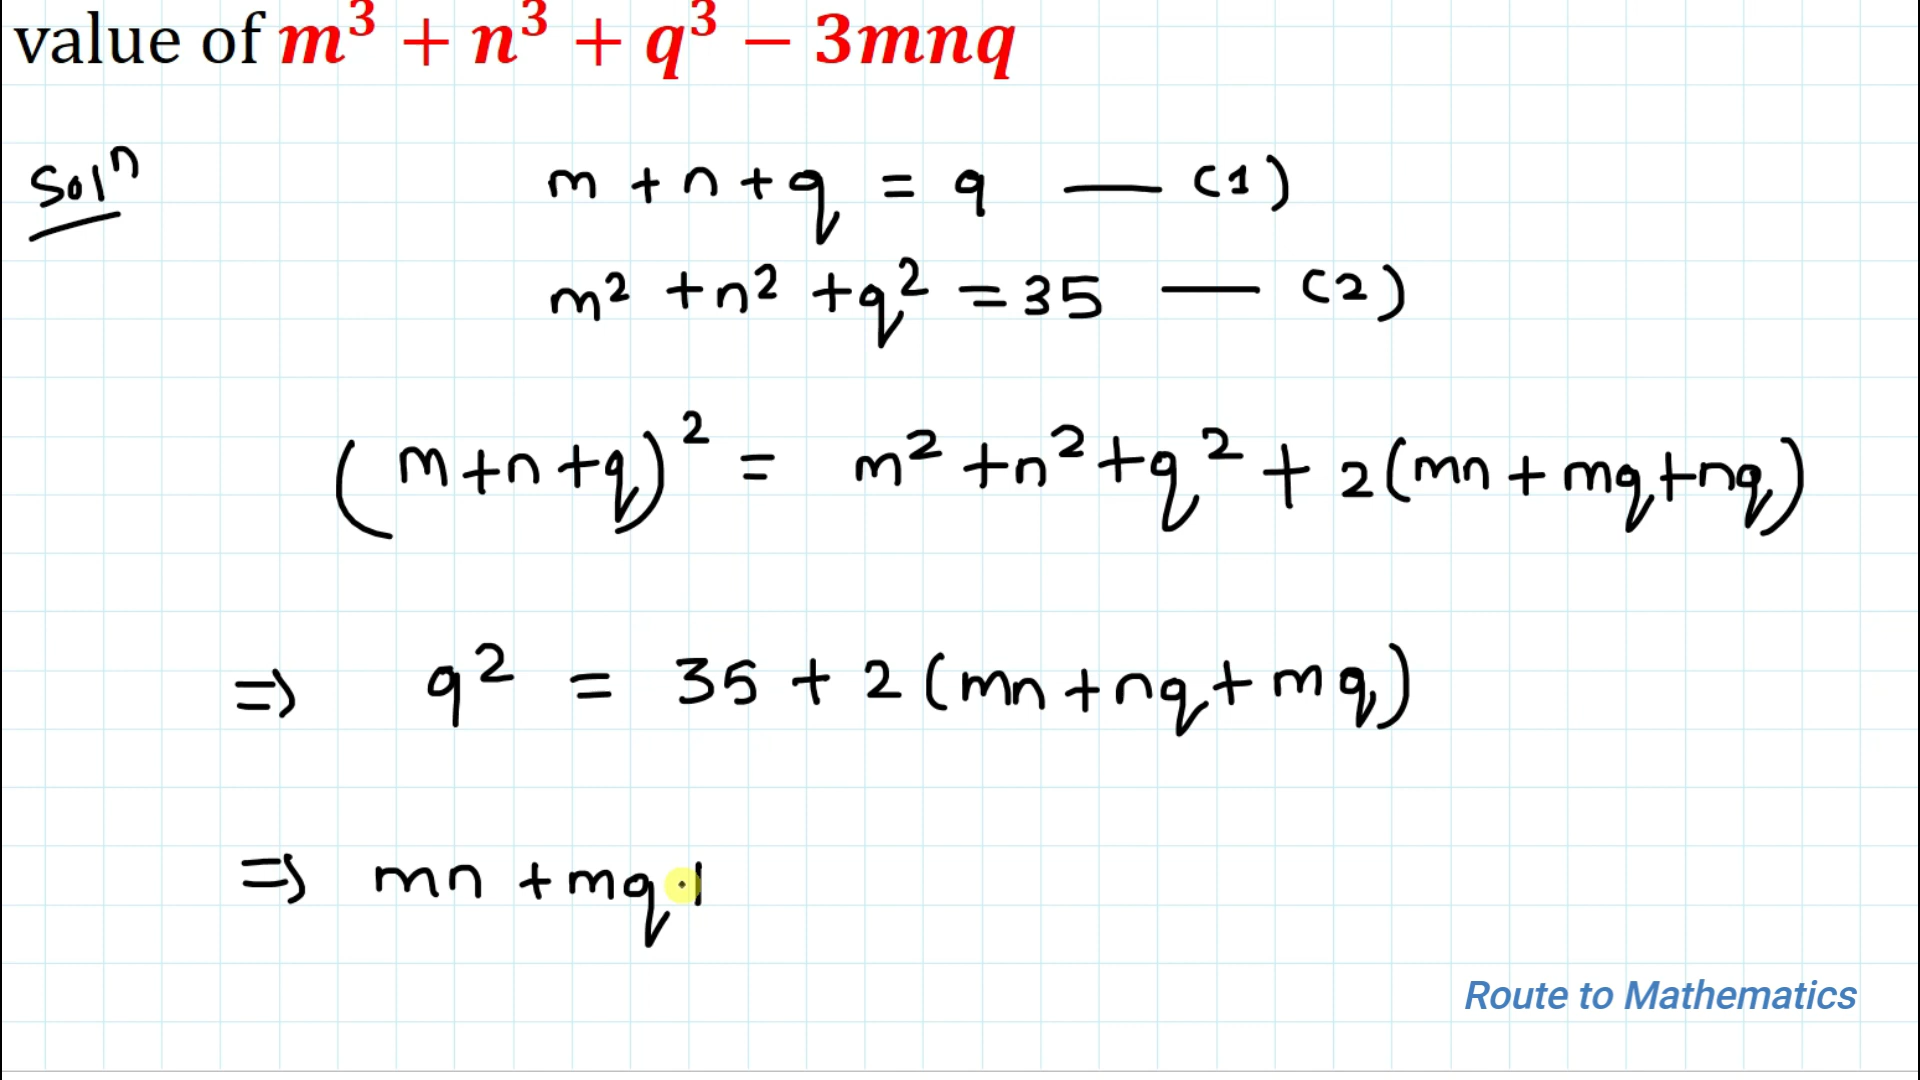 value of m³ + n³ + q³ − 3mnq
Solⁿ
m + n + q = 9 — (1)
m² + n² + q² = 35 — (2)
(m+n+q)² = m² + n² + q² + 2(mn + mq + nq)
⇒ 9² = 35 + 2(mn + nq + mq)
⇒ mn + mq
Route to Mathematics